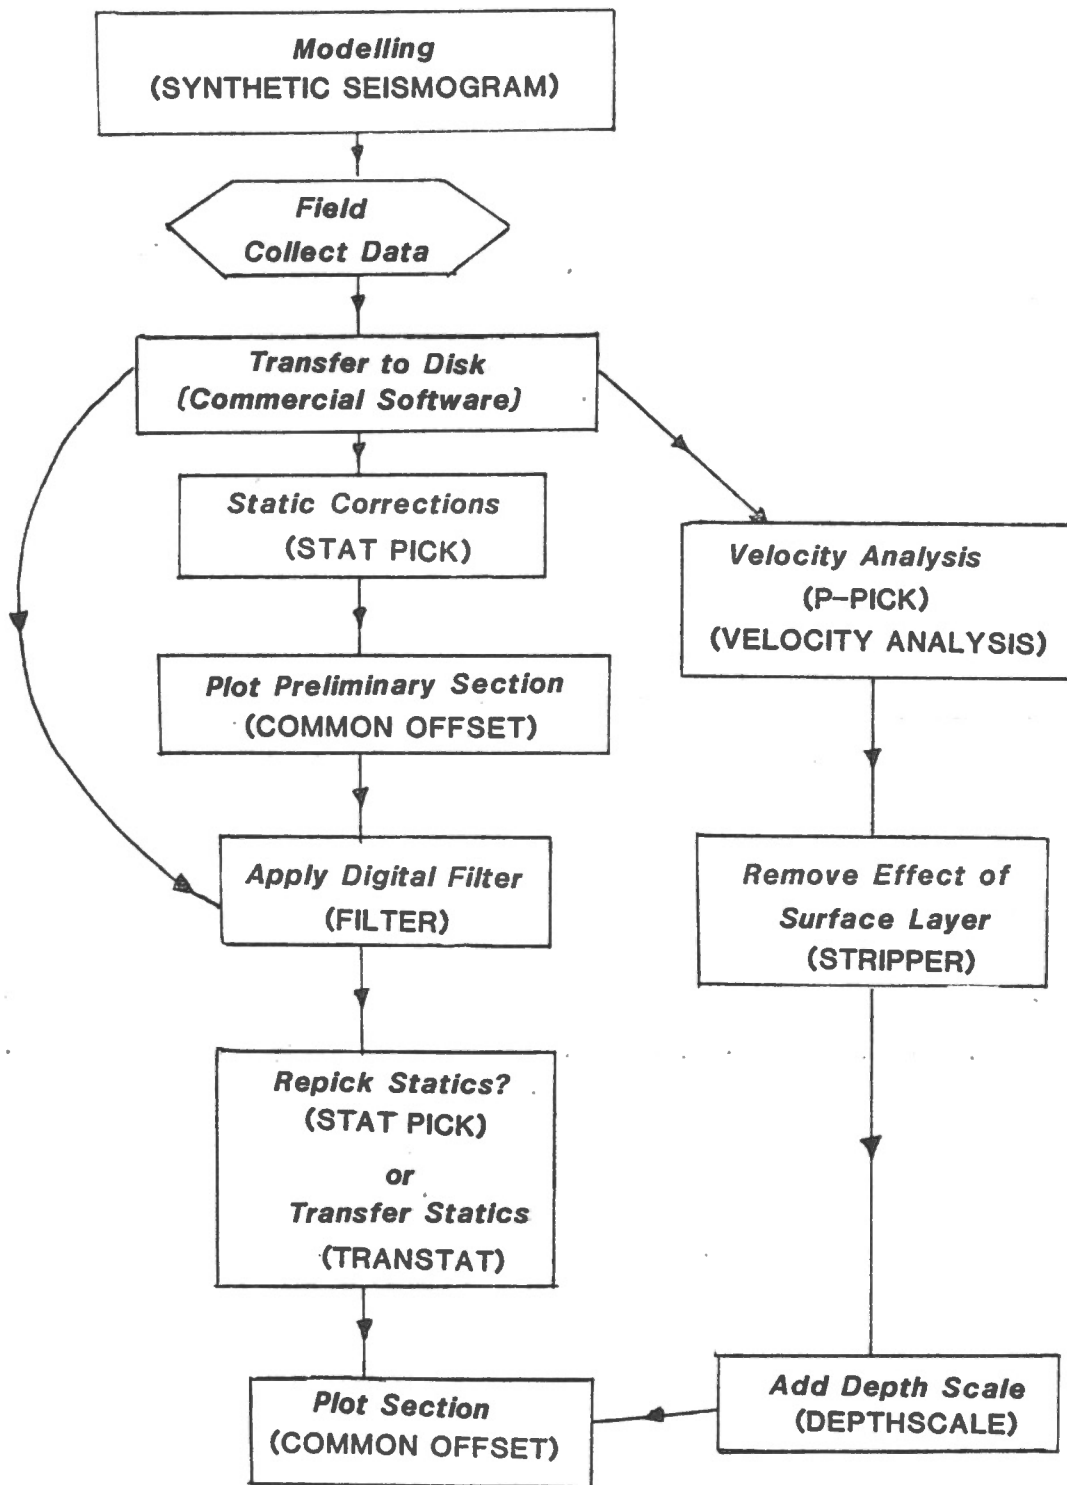 Modelling
(SYNTHETIC SEISMOGRAM)
Field
Collect Data
Transfer to Disk
(Commercial Software)
Static Corrections
(STAT PICK)
Plot Preliminary Section
(COMMON OFFSET)
Apply Digital Filter
(FILTER)
Repick Statics?
(STAT PICK)
or
Transfer Statics
(TRANSTAT)
Plot Section
(COMMON OFFSET)
Velocity Analysis
(P-PICK)
(VELOCITY ANALYSIS)
Remove Effect of
Surface Layer
(STRIPPER)
Add Depth Scale
(DEPTHSCALE)